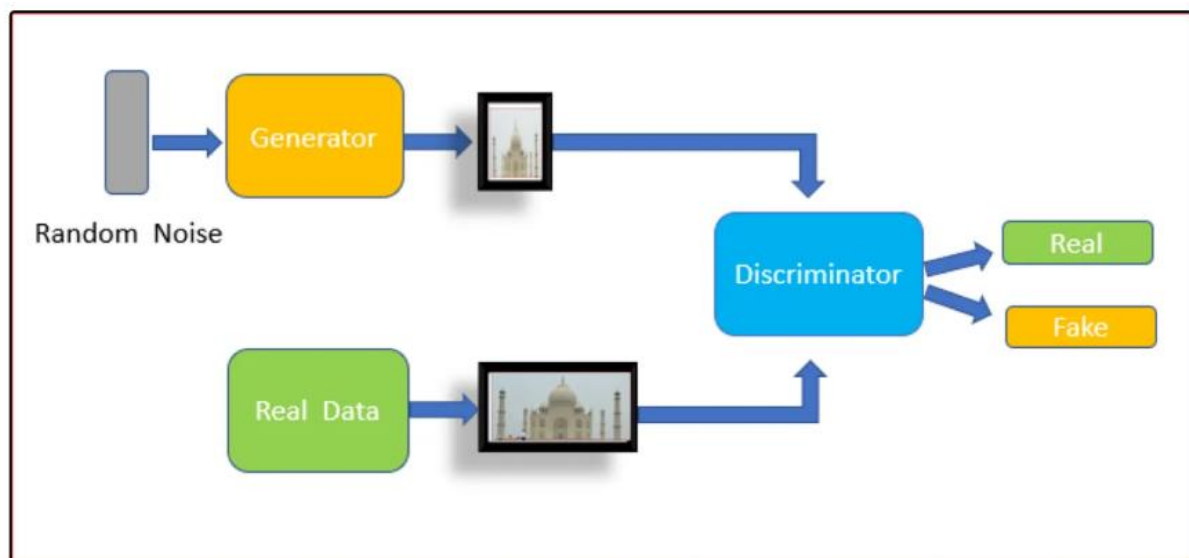 Generator
Random Noise
Real
Discriminator
Fake
Real Data